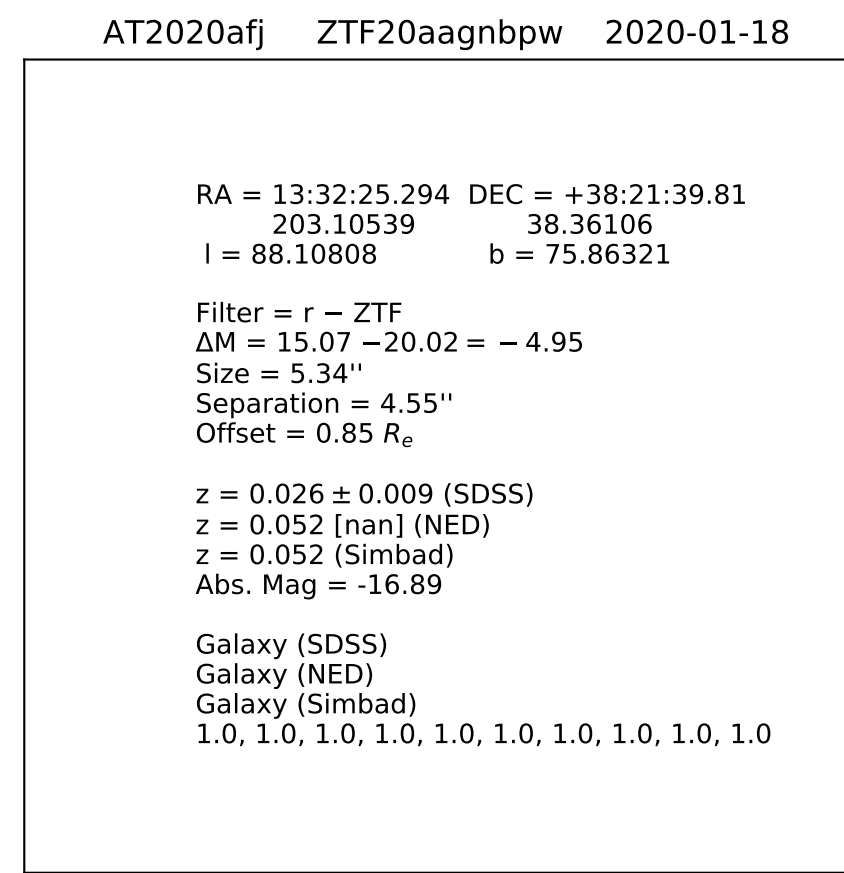 AT2020afj ZTF20aagnbpw 2020-01-18
RA = 13:32:25.294 DEC = +38:21:39.81
203.10539 38.36106
l = 88.10808 b = 75.86321
Filter = r − ZTF
ΔM = 15.07 −20.02 = − 4.95
Size = 5.34''
Separation = 4.55''
Offset = 0.85 Rₑ
z = 0.026 ± 0.009 (SDSS)
z = 0.052 [nan] (NED)
z = 0.052 (Simbad)
Abs. Mag = -16.89
Galaxy (SDSS)
Galaxy (NED)
Galaxy (Simbad)
1.0, 1.0, 1.0, 1.0, 1.0, 1.0, 1.0, 1.0, 1.0, 1.0